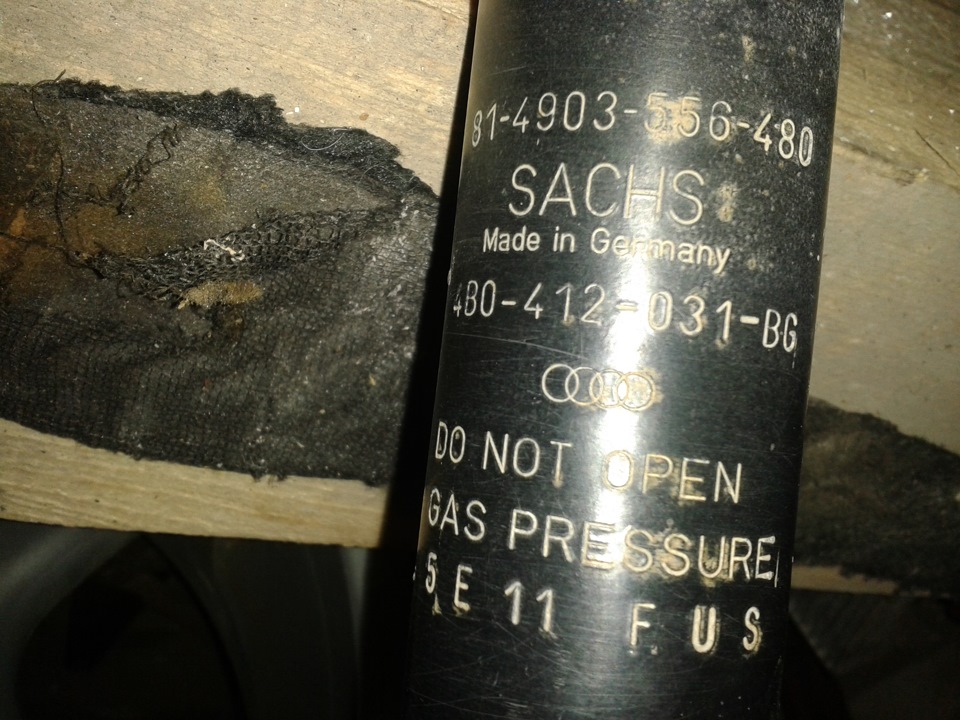 81-4903-556-480
SACHS
Made in Germany
4B0-412-031-BG
DO NOT OPEN
GAS PRESSURE
5 E 11 F U S